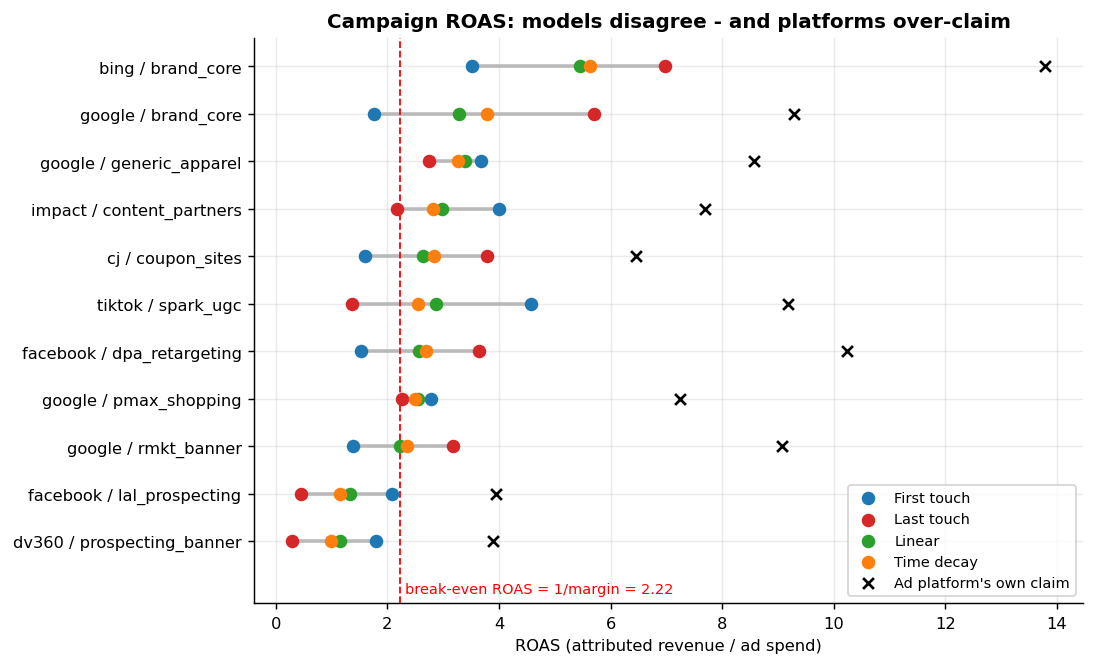 Campaign ROAS: models disagree - and platforms over-claim
bing / brand_core
google / brand_core
google / generic_apparel
impact / content_partners
cj / coupon_sites
tiktok / spark_ugc
facebook / dpa_retargeting
google / pmax_shopping
google / rmkt_banner
facebook / lal_prospecting
dv360 / prospecting_banner
First touch
Last touch
Linear
Time decay
Ad platform's own claim
break-even ROAS = 1/margin = 2.22
0 2 4 6 8 10 12 14
ROAS (attributed revenue / ad spend)